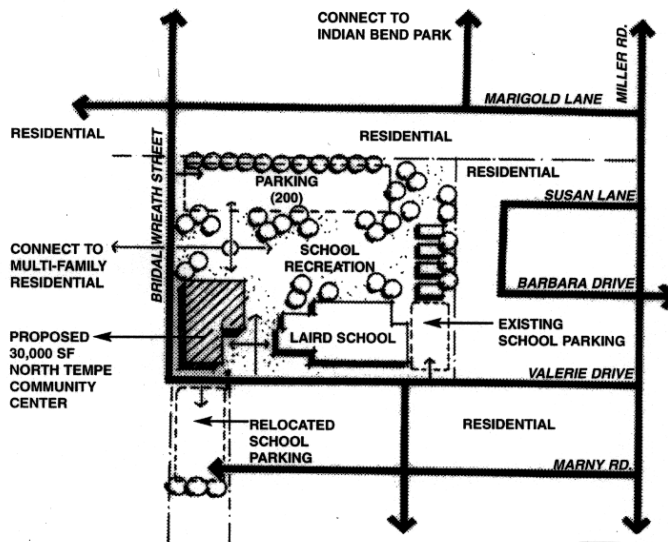 CONNECT TO
INDIAN BEND PARK
MILLER RD.
MARIGOLD LANE
RESIDENTIAL
RESIDENTIAL
RESIDENTIAL
BRIDAL WREATH STREET
PARKING
(200)
SUSAN LANE
CONNECT TO
MULTI-FAMILY
RESIDENTIAL
SCHOOL
RECREATION
BARBARA DRIVE
PROPOSED
30,000 SF
NORTH TEMPE
COMMUNITY
CENTER
LAIRD SCHOOL
EXISTING
SCHOOL PARKING
VALERIE DRIVE
RELOCATED
SCHOOL
PARKING
RESIDENTIAL
MARNY RD.